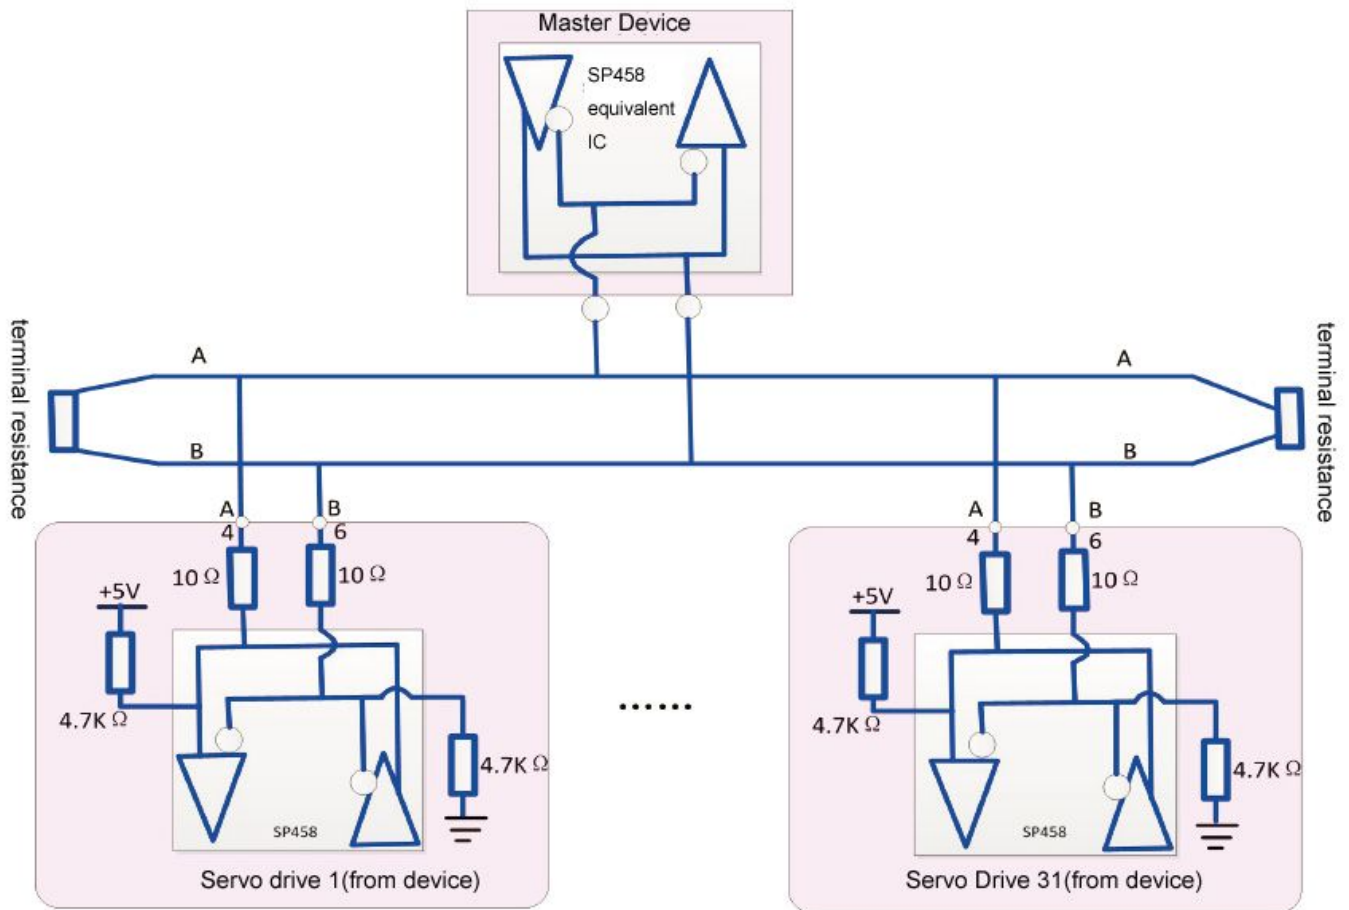 Master Device
SP458
equivalent
IC
terminal resistance
A
A
terminal resistance
B
B
A
B
4
6
10 Ω
10 Ω
+5V
4.7K Ω
4.7K Ω
SP458
Servo drive 1(from device)
......
A
B
4
6
10 Ω
10 Ω
+5V
4.7K Ω
4.7K Ω
SP458
Servo Drive 31(from device)